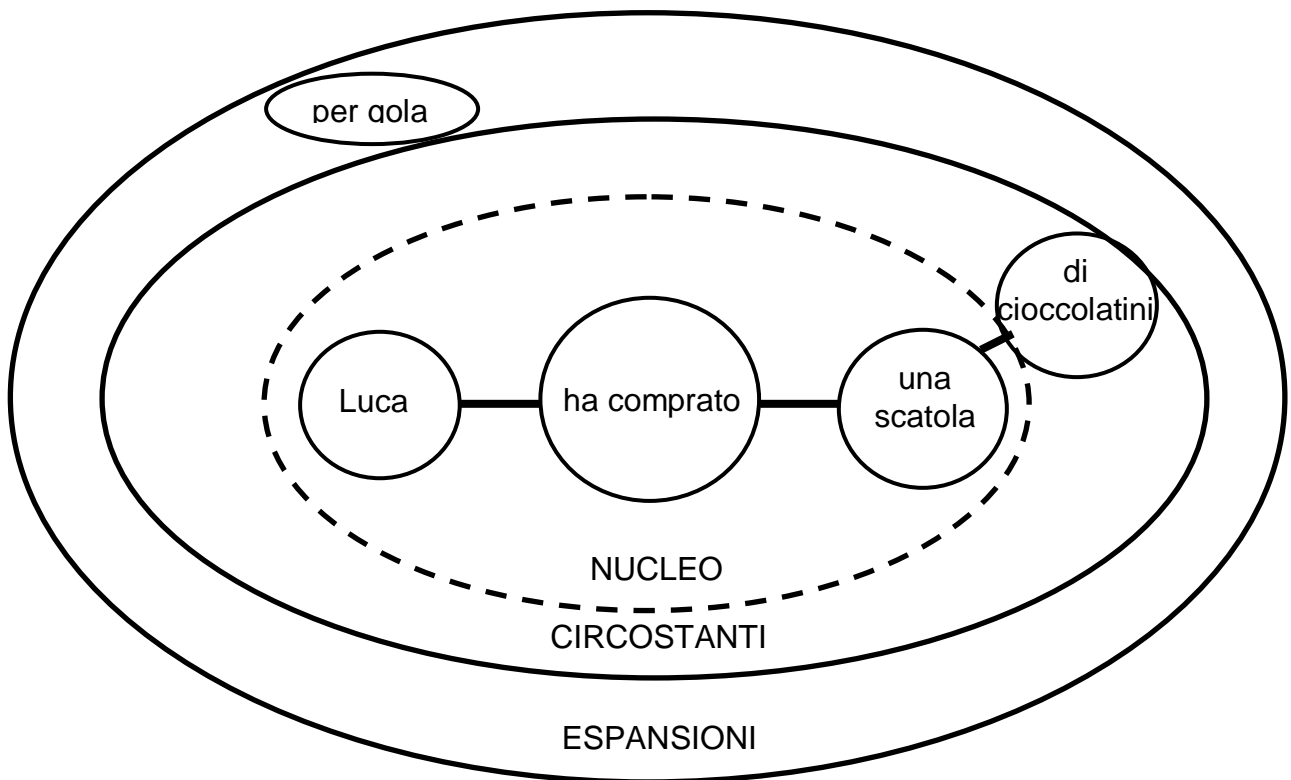 per gola
di
cioccolatini
Luca
ha comprato
una
scatola
NUCLEO
CIRCOSTANTI
ESPANSIONI